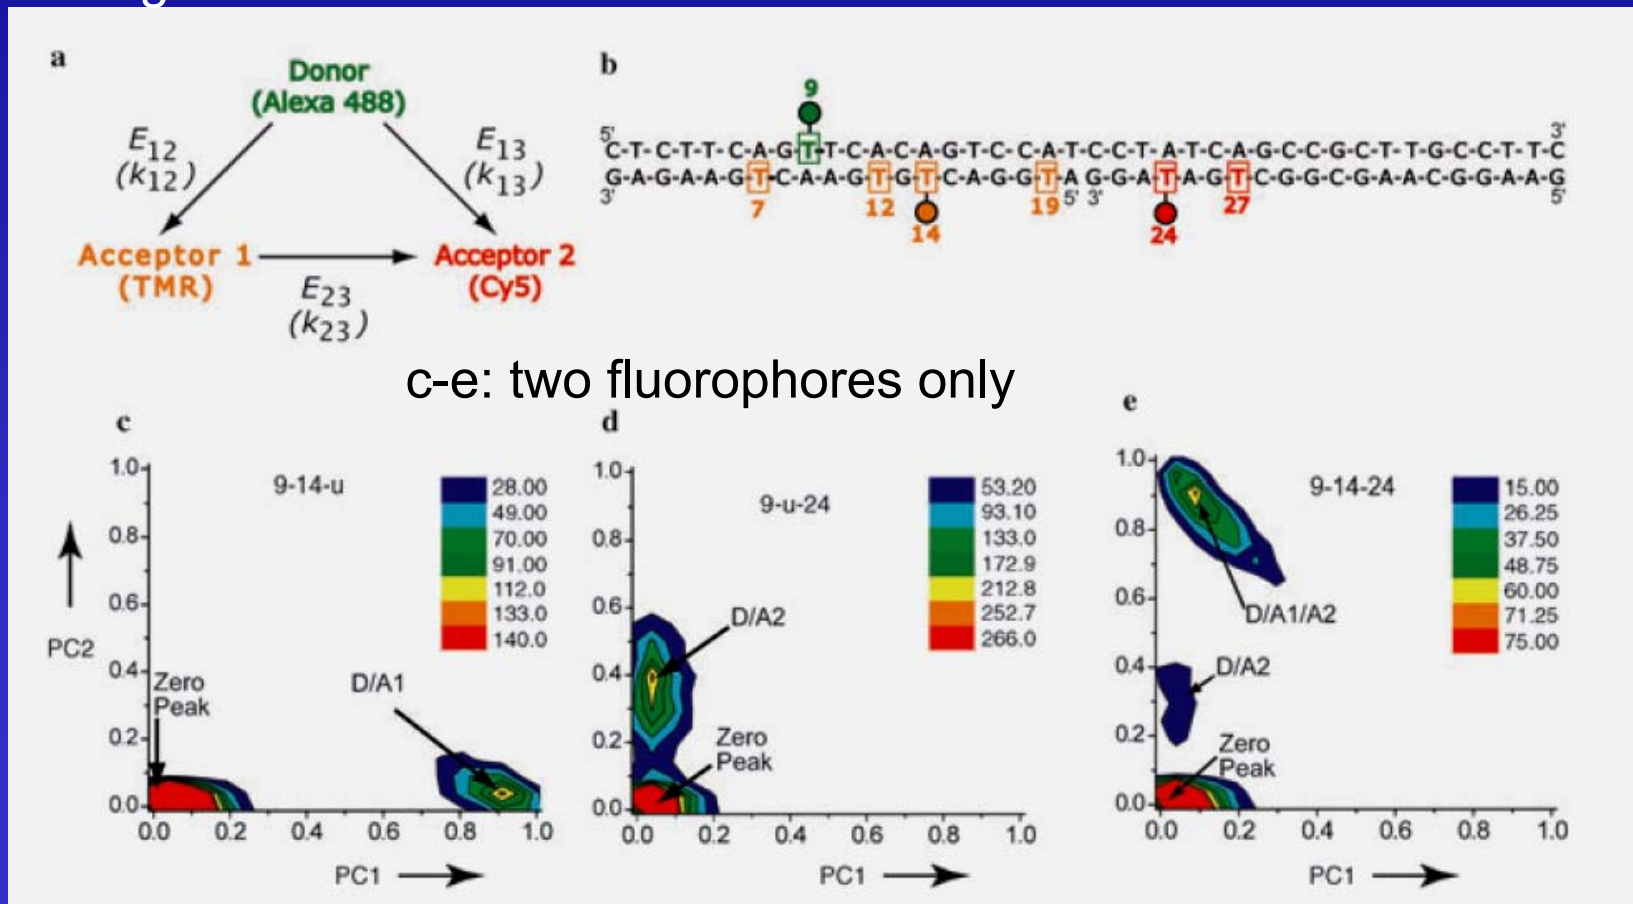 a
Donor
(Alexa 488)
E12
(k12)
E13
(k13)
Acceptor 1
(TMR)
Acceptor 2
(Cy5)
E23
(k23)
b
9
5'
3'
C-T-C-T-T-C-A-G-T-T-C-A-C-A-G-T-C-C-A-T-C-C-T-A-T-C-A-G-C-C-G-C-T-T-G-C-C-T-T-C
G-A-G-A-A-G-T-C-A-A-G-T-G-T-C-A-G-G-T-A-G-G-A-T-A-G-T-C-G-G-C-G-A-A-C-G-G-A-A-G
3'
7
12
14
19
5'
3'
24
27
5'
c-e: two fluorophores only
c
9-14-u
28.00
49.00
70.00
91.00
112.0
133.0
140.0
PC2
1.0
0.8
0.6
0.4
0.2
0.0
Zero
Peak
D/A1
0.0
0.2
0.4
0.6
0.8
1.0
PC1
d
9-u-24
53.20
93.10
133.0
172.9
212.8
252.7
266.0
1.0
0.8
0.6
0.4
0.2
0.0
D/A2
Zero
Peak
0.0
0.2
0.4
0.6
0.8
1.0
PC1
e
9-14-24
15.00
26.25
37.50
48.75
60.00
71.25
75.00
1.0
0.8
0.6
0.4
0.2
0.0
D/A1/A2
D/A2
Zero
Peak
0.0
0.2
0.4
0.6
0.8
1.0
PC1